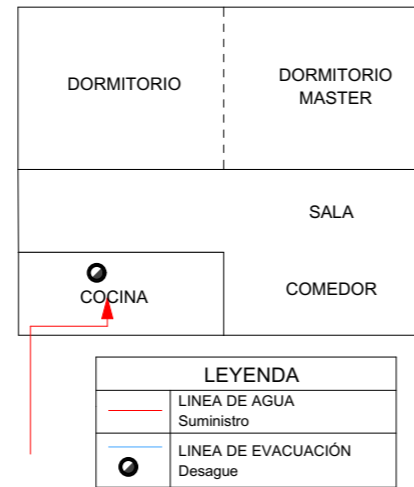 DORMITORIO
DORMITORIO
MASTER
SALA
COCINA
COMEDOR
LEYENDA
LINEA DE AGUA
Suministro
LINEA DE EVACUACIÓN
Desague